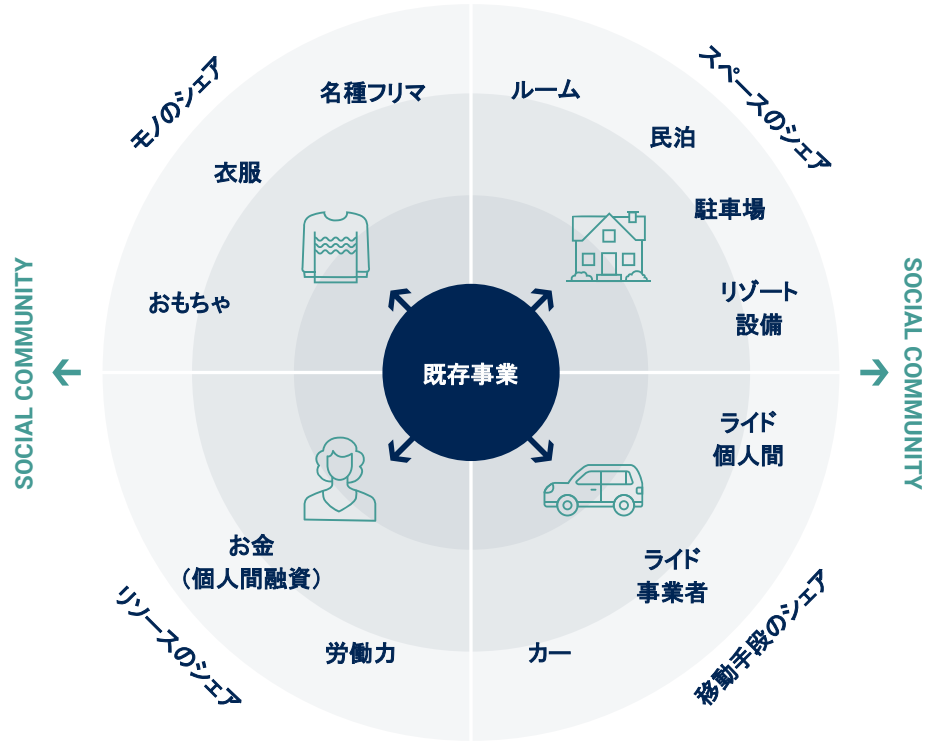 モノのシェア
名種フリマ
衣服
おもちゃ
スペースのシェア
ルーム
民泊
駐車場
リゾート
設備
SOCIAL COMMUNITY
既存事業
SOCIAL COMMUNITY
リソースのシェア
お金
（個人間融資）
労働力
移動手段のシェア
ライド
個人間
ライド
事業者
カー